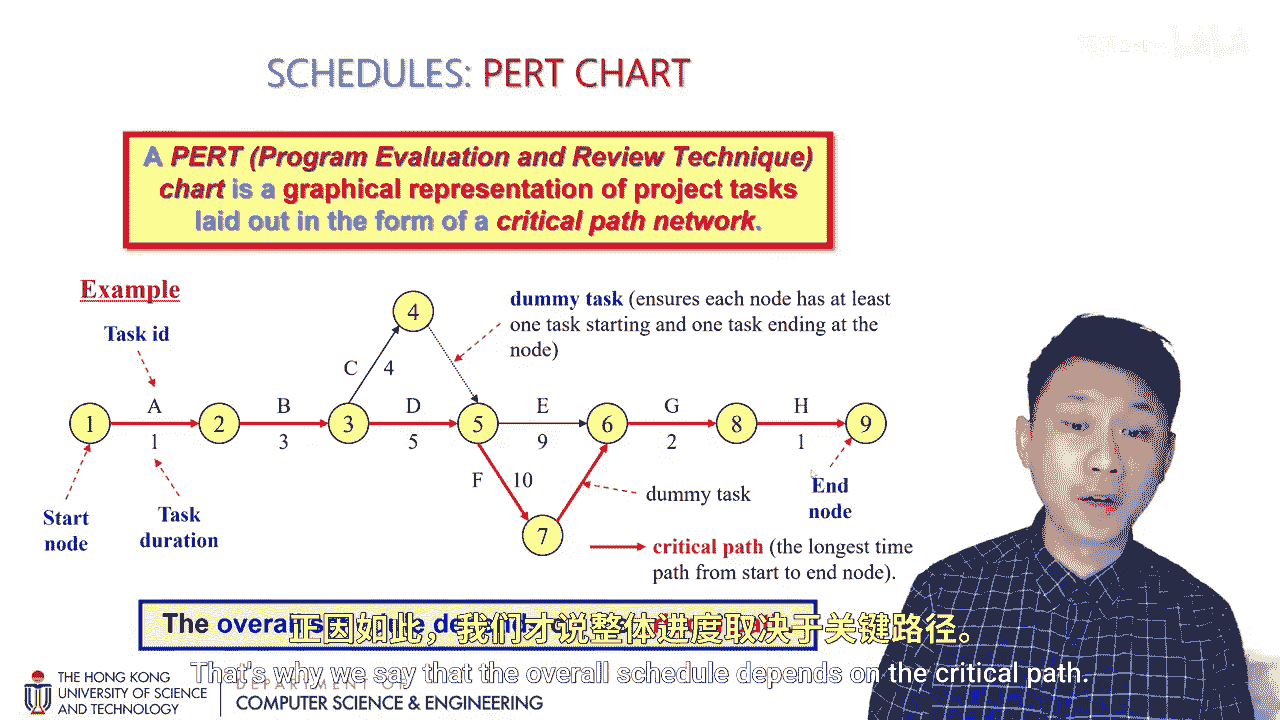 SCHEDULES: PERT CHART
A PERT (Program Evaluation and Review Technique)
chart is a graphical representation of project tasks
laid out in the form of a critical path network.
Example
Task id
dummy task (ensures each node has at least
one task starting and one task ending at the
node)
4
C 4
A B D E G H
1 2 3 5 6 8 9
1 3 5 9 2 1
F 10
dummy task
Start
node
Task
duration
End
node
7
critical path (the longest time
path from start to end node).
The
正因如此，我们才说整体进度取决于关键路径。
That's why we say that the overall schedule depends on the critical path.
THE HONG KONG
UNIVERSITY OF SCIENCE
AND TECHNOLOGY
DEPARTMENT OF
COMPUTER SCIENCE & ENGINEERING